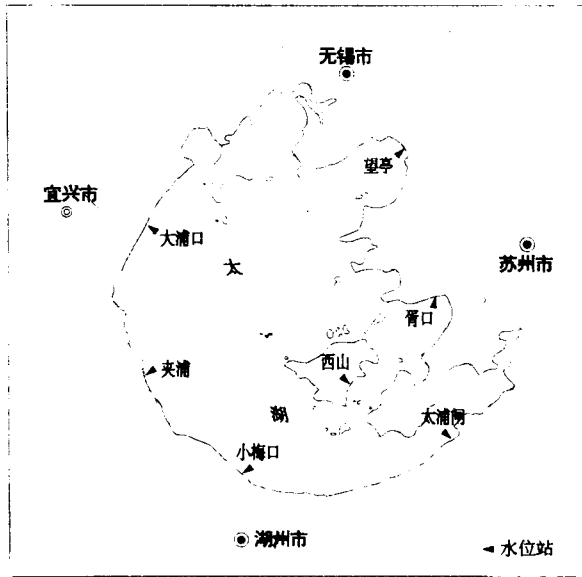 无锡市
望亭
宜兴市
大浦口
太
苏州市
胥口
西山
夹浦
湖
太浦闸
小梅口
湖州市
水位站